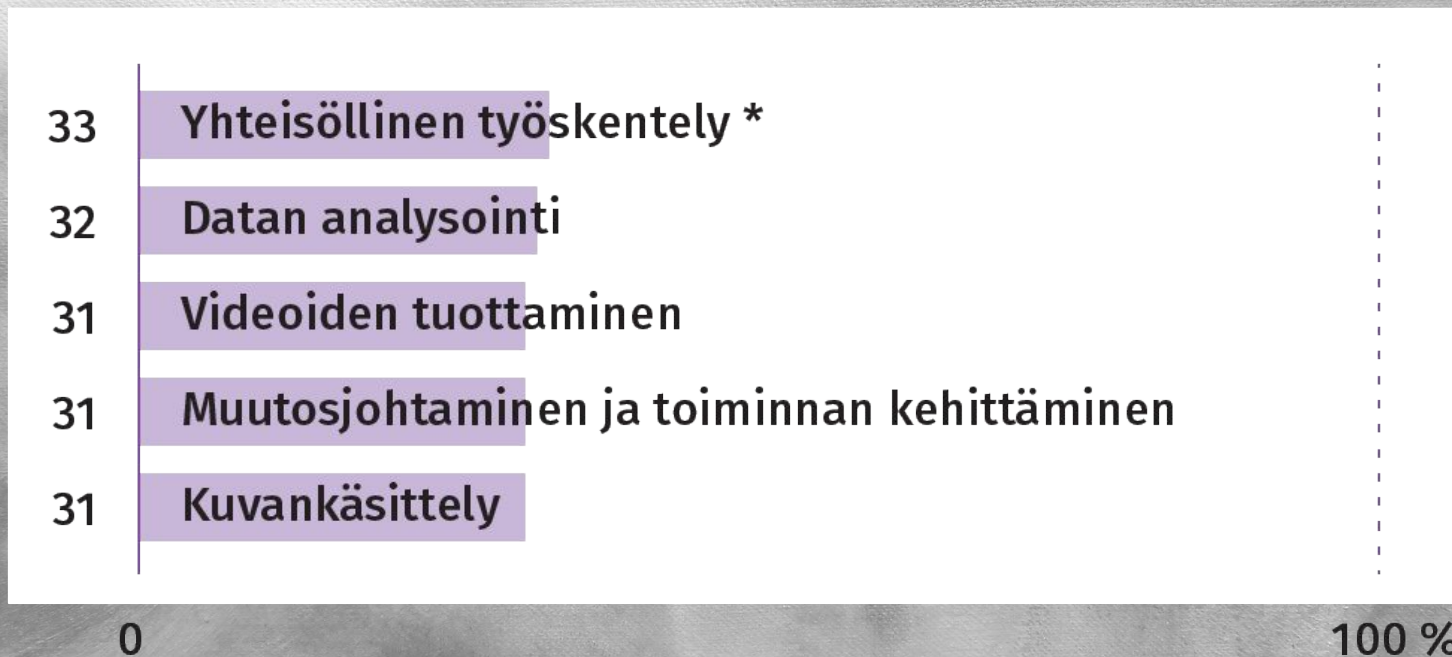 33 Yhteisöllinen työskentely *
32 Datan analysointi
31 Videoiden tuottaminen
31 Muutosjohtaminen ja toiminnan kehittäminen
31 Kuvankäsittely
0 100 %